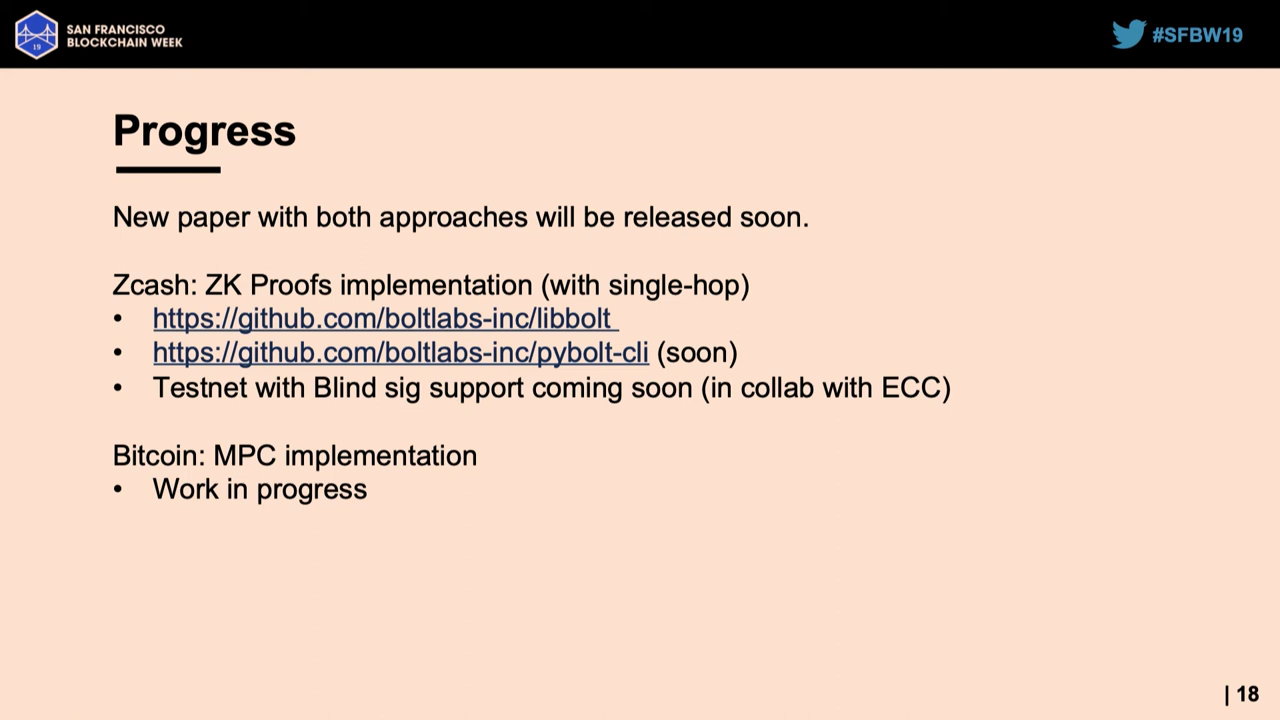 SAN FRANCISCO
BLOCKCHAIN WEEK
19
#SFBW19
Progress
New paper with both approaches will be released soon.
Zcash: ZK Proofs implementation (with single-hop)
• https://github.com/boltlabs-inc/libbolt
• https://github.com/boltlabs-inc/pybolt-cli (soon)
• Testnet with Blind sig support coming soon (in collab with ECC)
Bitcoin: MPC implementation
• Work in progress
| 18